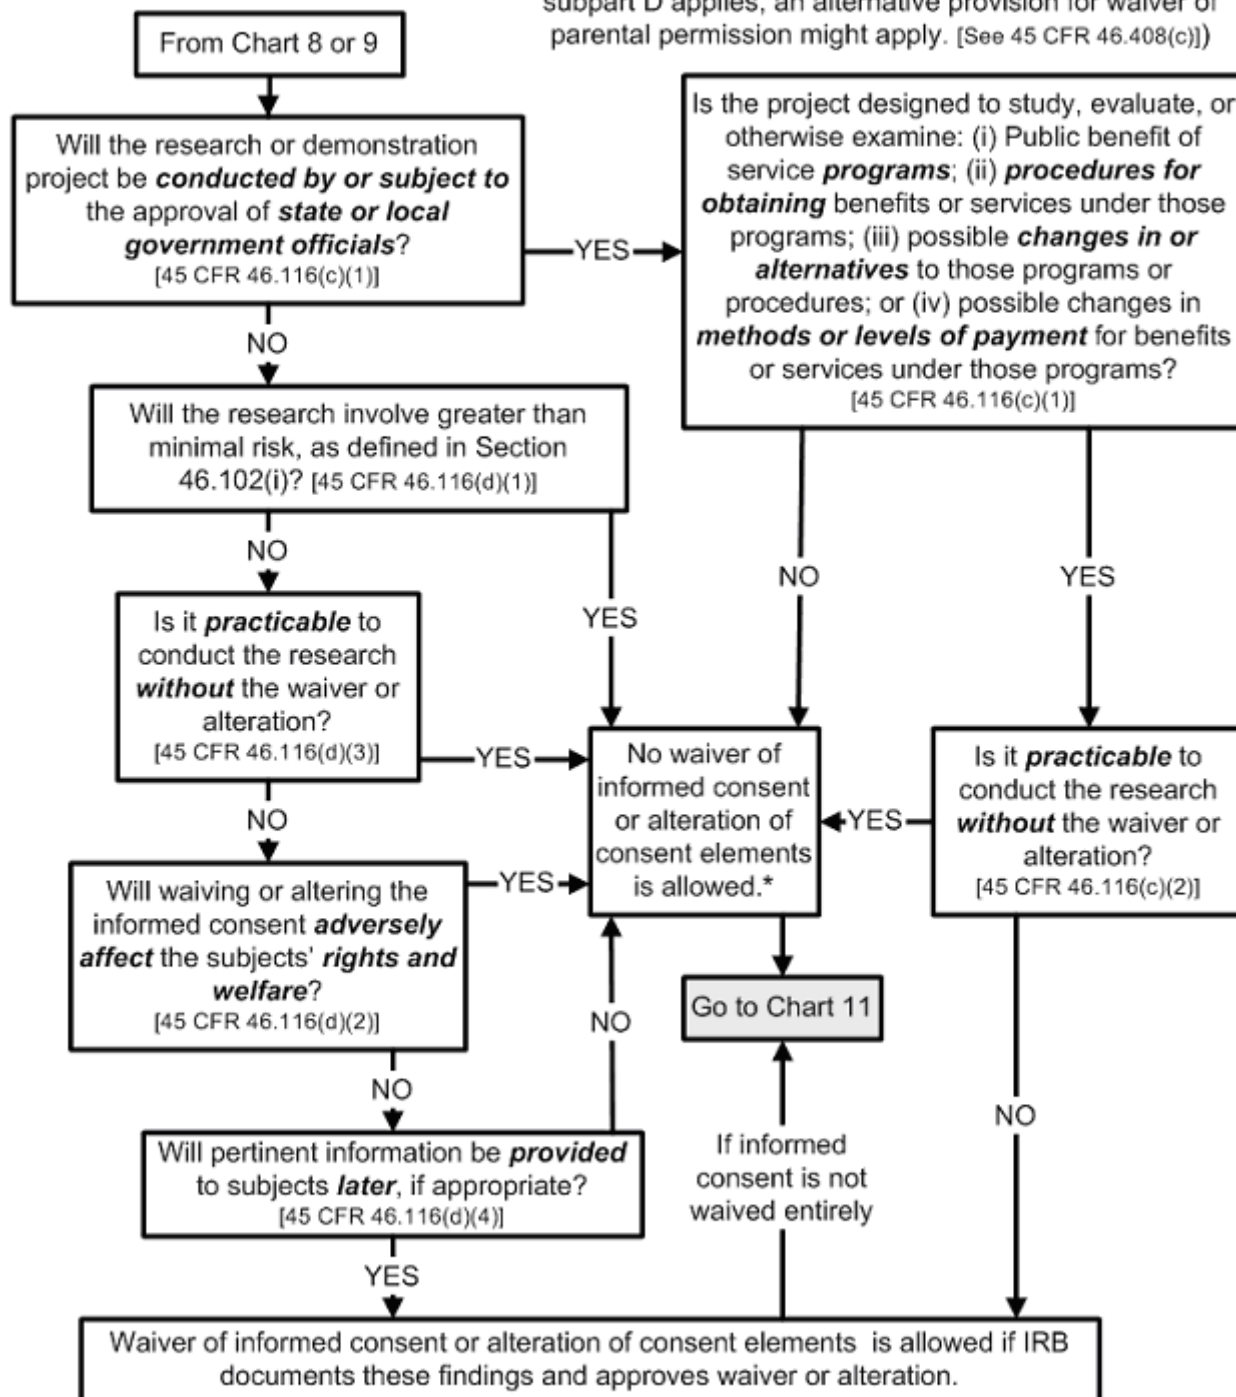 subpart D applies, an alternative provision for waiver of
parental permission might apply. [See 45 CFR 46.408(c)])
From Chart 8 or 9
Will the research or demonstration
project be conducted by or subject to
the approval of state or local
government officials?
[45 CFR 46.116(c)(1)]
YES
Is the project designed to study, evaluate, or
otherwise examine: (i) Public benefit of
service programs; (ii) procedures for
obtaining benefits or services under those
programs; (iii) possible changes in or
alternatives to those programs or
procedures; or (iv) possible changes in
methods or levels of payment for benefits
or services under those programs?
[45 CFR 46.116(c)(1)]
NO
Will the research involve greater than
minimal risk, as defined in Section
46.102(i)? [45 CFR 46.116(d)(1)]
NO
YES
NO
YES
Is it practicable to
conduct the research
without the waiver or
alteration?
[45 CFR 46.116(d)(3)]
YES
No waiver of
informed consent
or alteration of
consent elements
is allowed.*
YES
Is it practicable to
conduct the research
without the waiver or
alteration?
[45 CFR 46.116(c)(2)]
NO
Will waiving or altering the
informed consent adversely
affect the subjects' rights and
welfare?
[45 CFR 46.116(d)(2)]
YES
Go to Chart 11
NO
NO
NO
Will pertinent information be provided
to subjects later, if appropriate?
[45 CFR 46.116(d)(4)]
If informed
consent is not
waived entirely
YES
Waiver of informed consent or alteration of consent elements is allowed if IRB
documents these findings and approves waiver or alteration.